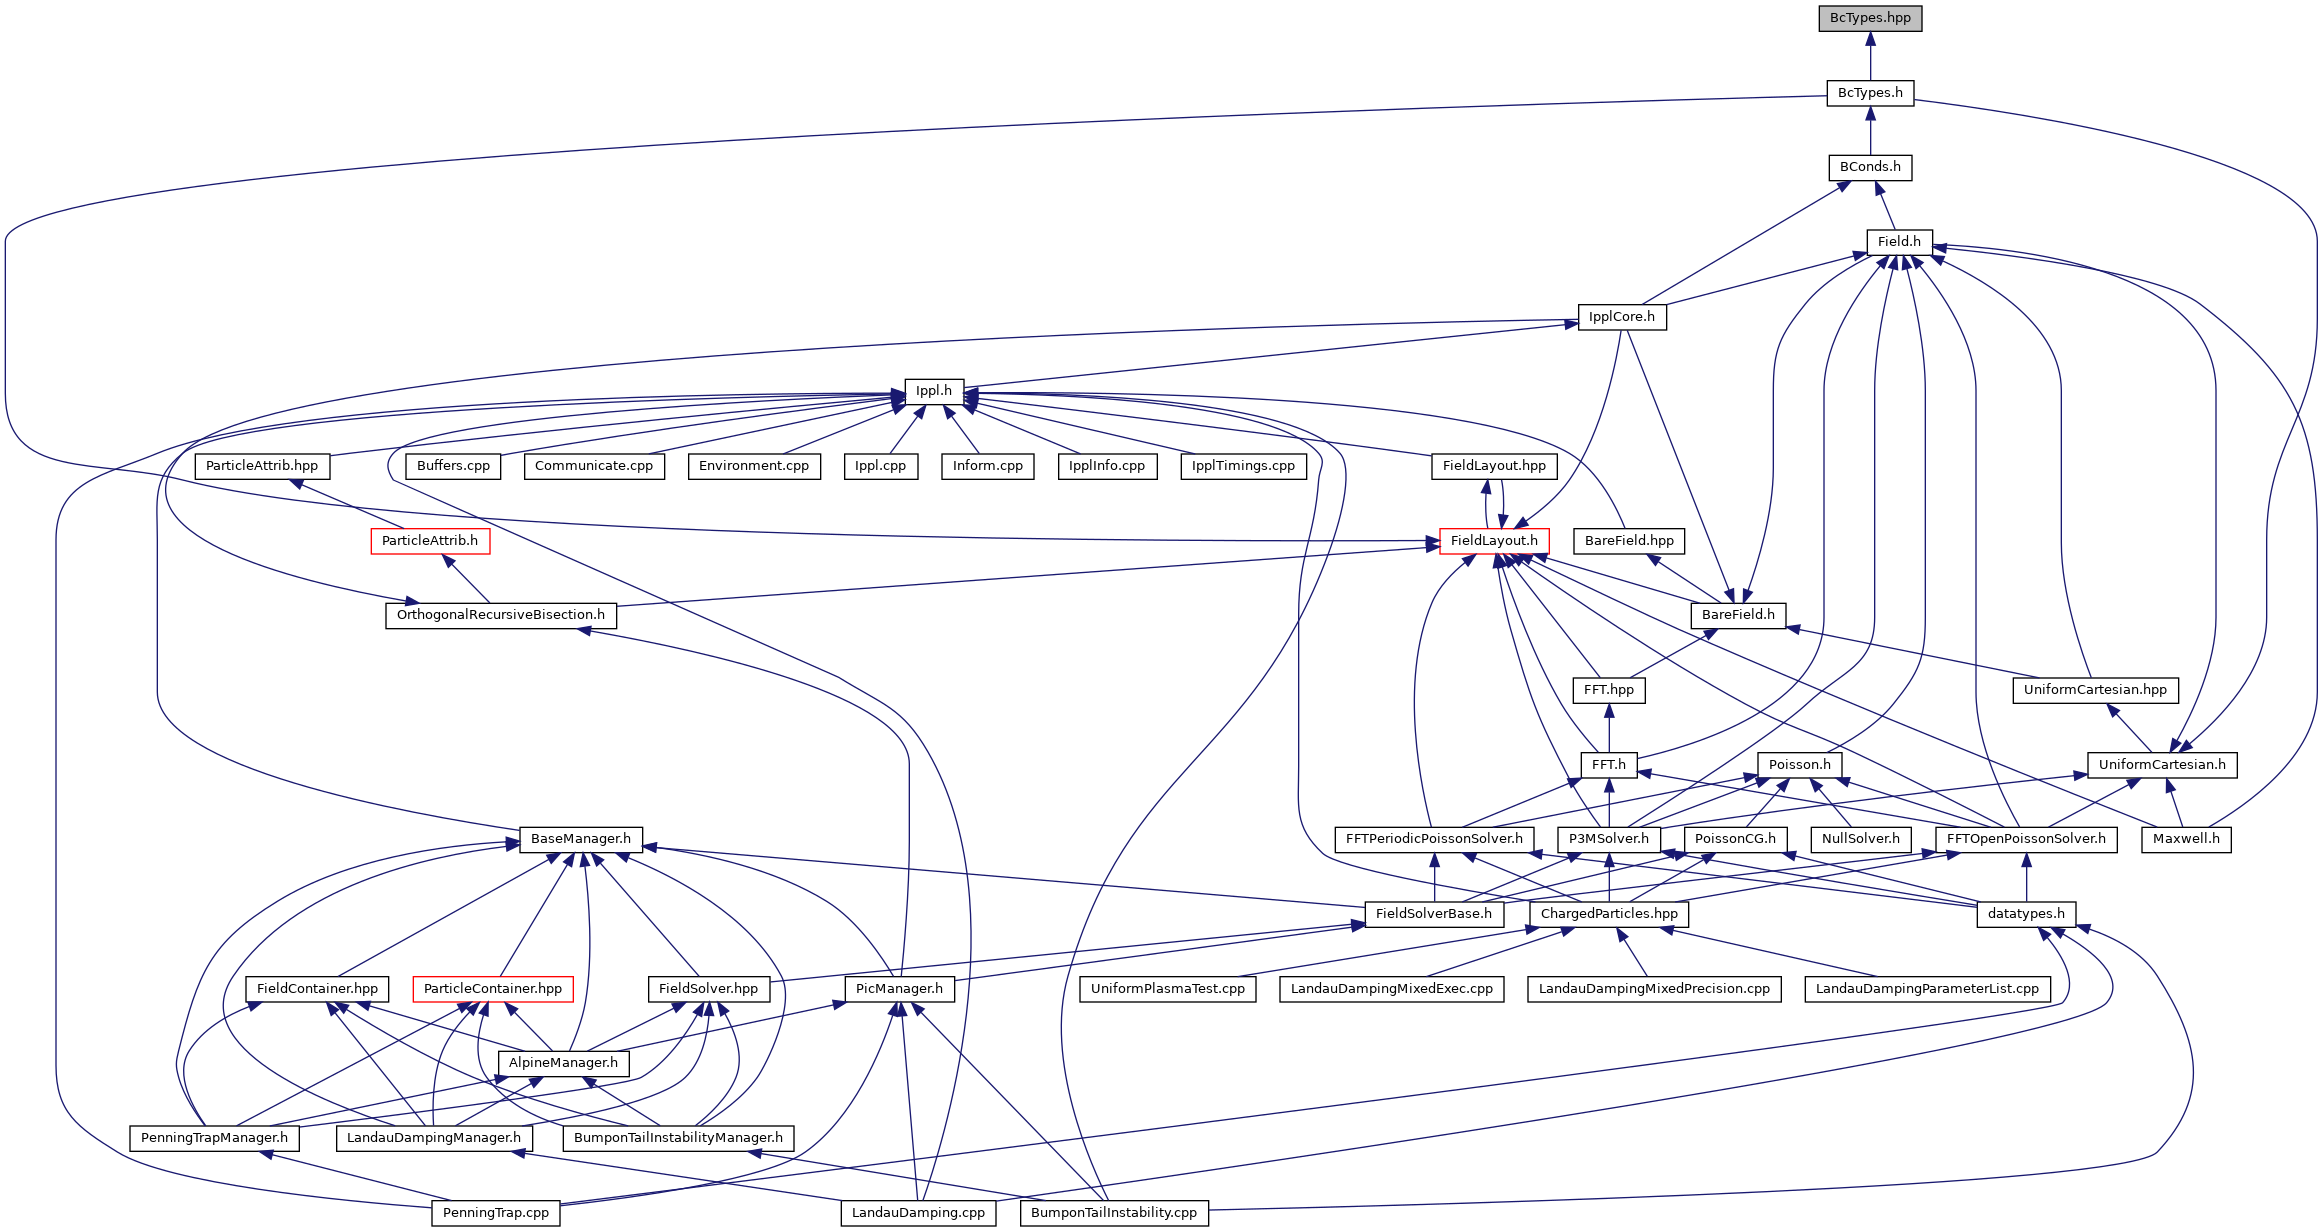 BcTypes.hpp
BcTypes.h
BConds.h
Field.h
IpplCore.h
Ippl.h
ParticleAttrib.hpp
Buffers.cpp
Communicate.cpp
Environment.cpp
Ippl.cpp
Inform.cpp
IpplInfo.cpp
IpplTimings.cpp
FieldLayout.hpp
ParticleAttrib.h
FieldLayout.h
BareField.hpp
OrthogonalRecursiveBisection.h
BareField.h
FFT.hpp
UniformCartesian.hpp
FFT.h
Poisson.h
UniformCartesian.h
BaseManager.h
FFTPeriodicPoissonSolver.h
P3MSolver.h
PoissonCG.h
NullSolver.h
FFTOpenPoissonSolver.h
Maxwell.h
FieldSolverBase.h
ChargedParticles.hpp
datatypes.h
FieldContainer.hpp
ParticleContainer.hpp
FieldSolver.hpp
PicManager.h
UniformPlasmaTest.cpp
LandauDampingMixedExec.cpp
LandauDampingMixedPrecision.cpp
LandauDampingParameterList.cpp
AlpineManager.h
PenningTrapManager.h
LandauDampingManager.h
BumponTailInstabilityManager.h
PenningTrap.cpp
LandauDamping.cpp
BumponTailInstability.cpp